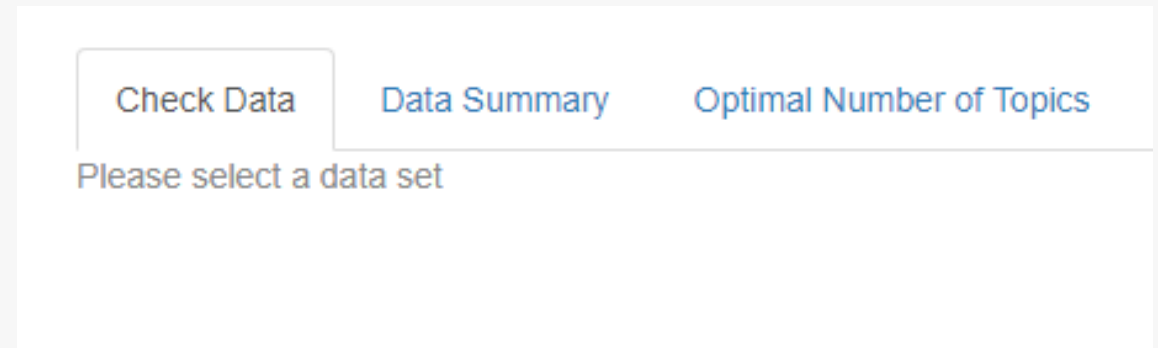 Check Data Data Summary Optimal Number of Topics
Please select a data set